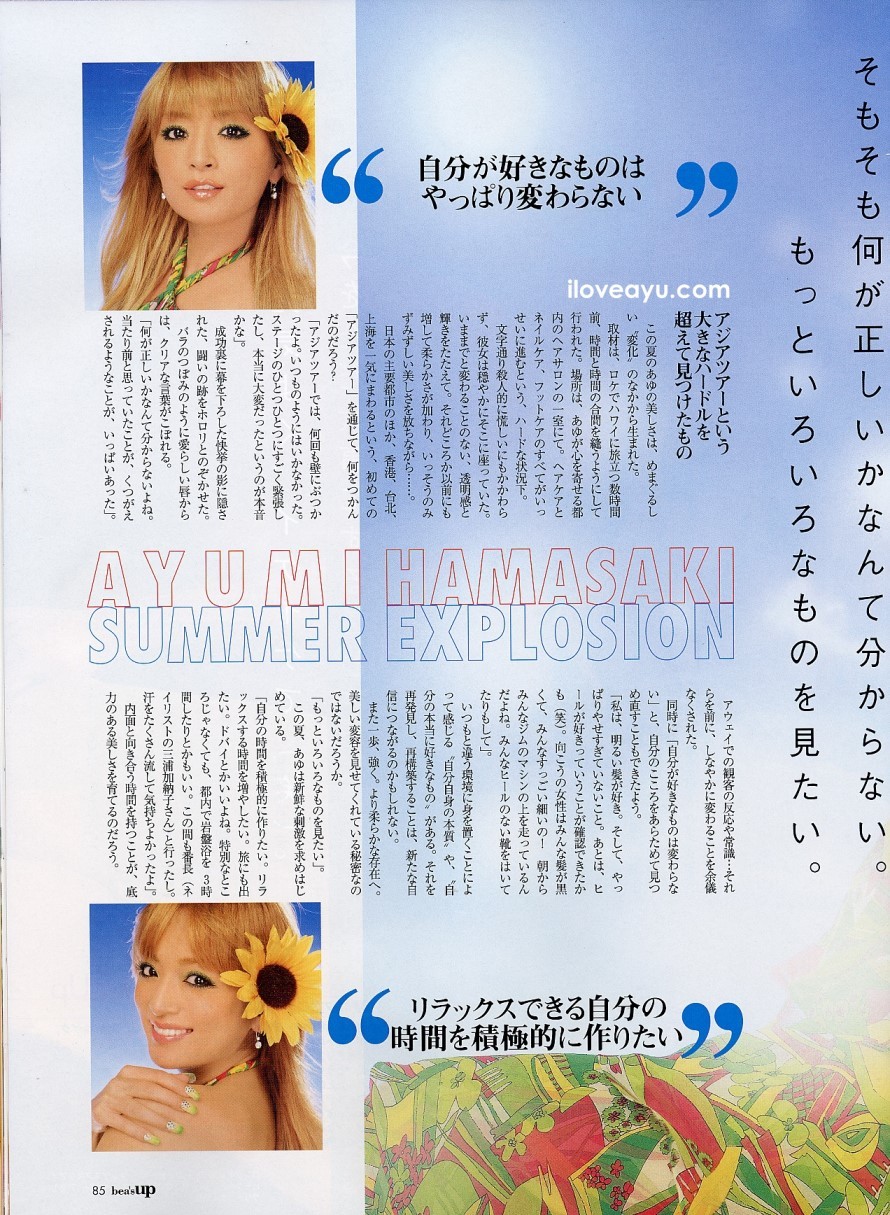 そもそも何が正しいかなんて分からない。
もっといろいろなものを見たい。
自分が好きなものは
やっぱり変わらない
iloveayu.com
アジアツアーという
大きなハードルを
超えて見つけたもの
この夏のあゆの美しさは、めまぐるし
い〝変化〟のなかから生まれた。
取材は、ロケでハワイに旅立つ数時間
前、時間と時間の合間を縫うようにして
行われた。場所は、あゆが心を寄せる都
内のヘアサロンの一室にて。ヘアケアと
ネイルケア、フットケアのすべてがいっ
せいに進むという、ハードな状況下。
文字通り殺人的に慌しいにもかかわら
ず、彼女は穏やかにそこに座っていた。
いままでと変わることのない、透明感と
輝きをたたえて。それどころか以前にも
増して柔らかさが加わり、いっそうのみ
ずみずしい美しさを放ちながら……。
日本の主要都市のほか、香港、台北、
上海を一気にまわるという、初めての
「アジアツアー」を通じて、何をつかん
だのだろう？
「アジアツアーでは、何回も壁にぶつか
ったよ。いつものようにはいかなかった。
ステージのひとつひとつにすごく緊張し
たし、本当に大変だったというのが本音
かな」。
成功裏に幕を下ろした快挙の影に隠さ
れた、闘いの跡をホロリとのぞかせた。
バラのつぼみのように愛らしい唇から
は、クリアな言葉がこぼれる。
「何が正しいかなんて分からないよね。
当たり前と思っていたことが、くつがえ
されるようなことが、いっぱいあった」。
AYUMI HAMASAKI
SUMMER EXPLOSION
アウェイでの観客の反応や常識…それ
らを前に、しなやかに変わることを余儀
なくされた。
同時に「自分が好きなものは変わらな
い」と、自分のこころをあらためて見つ
め直すこともできたよう。
「私は、明るい髪が好き。そして、やっ
ぱりやせすぎていないこと。あとは、ヒ
ールが好きっていうことが確認できたか
も（笑）。向こうの女性はみんな髪が黒
くて、みんなすっごい細いの！　朝から
みんなジムのマシンの上を走っているん
だよね。みんなヒールのない靴をはいて
たりもして」。
いつもと違う環境に身を置くことによ
って感じる〝自分自身の本質〟や、〝自
分の本当に好きなもの〟がある。それを
再発見し、再構築することは、新たな自
信につながるのかもしれない。
また一歩、強く。より柔らかな存在へ。
美しい変容を見せてくれている秘密なの
ではないだろうか。
「もっといろいろなものを見たい」。
この夏、あゆは新鮮な刺激を求めはじ
めている。
「自分の時間を積極的に作りたい。リラ
ックスする時間を増やしたい。旅にも出
たい。ドバイとかいいよね。特別なとこ
ろじゃなくても、都内で岩盤浴を3時
間したりとかもいい。この間も番長（ネ
イリストの三浦加納子さん）と行ったし。
汗をたくさん流して気持ちよかったよ」。
内面と向き合う時間を持つことが、底
力のある美しさを育てるのだろう。
リラックスできる自分の
時間を積極的に作りたい
85 bea's up